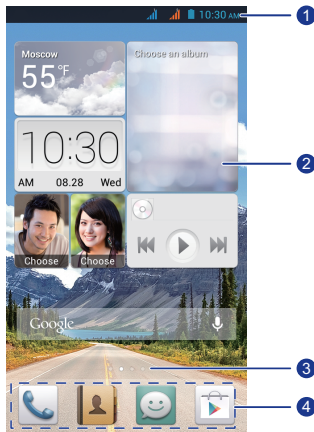 10:30 AM
1
Moscow
55°F
Choose an album
10:30
AM 08.28 Wed
2
Choose Choose
Google
3
4